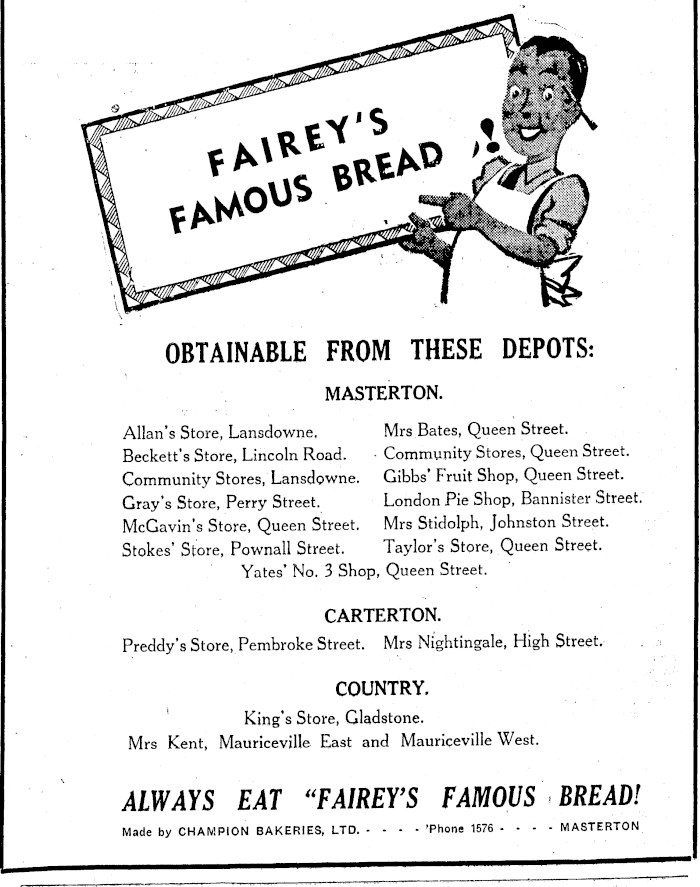 FAIREY'S
FAMOUS BREAD
!
OBTAINABLE FROM THESE DEPOTS:
MASTERTON.
Allan's Store, Lansdowne.
Beckett's Store, Lincoln Road.
Community Stores, Lansdowne.
Gray's Store, Perry Street.
McGavin's Store, Queen Street.
Stokes' Store, Pownall Street.
Mrs Bates, Queen Street.
Community Stores, Queen Street.
Gibbs' Fruit Shop, Queen Street.
London Pie Shop, Bannister Street.
Mrs Stidolph, Johnston Street.
Taylor's Store, Queen Street.
Yates' No. 3 Shop, Queen Street.
CARTERTON.
Preddy's Store, Pembroke Street. Mrs Nightingale, High Street.
COUNTRY.
King's Store, Gladstone.
Mrs Kent, Mauriceville East and Mauriceville West.
ALWAYS EAT "FAIREY'S FAMOUS BREAD!
Made by CHAMPION BAKERIES, LTD. - - - - 'Phone 1576 - - - - MASTERTON